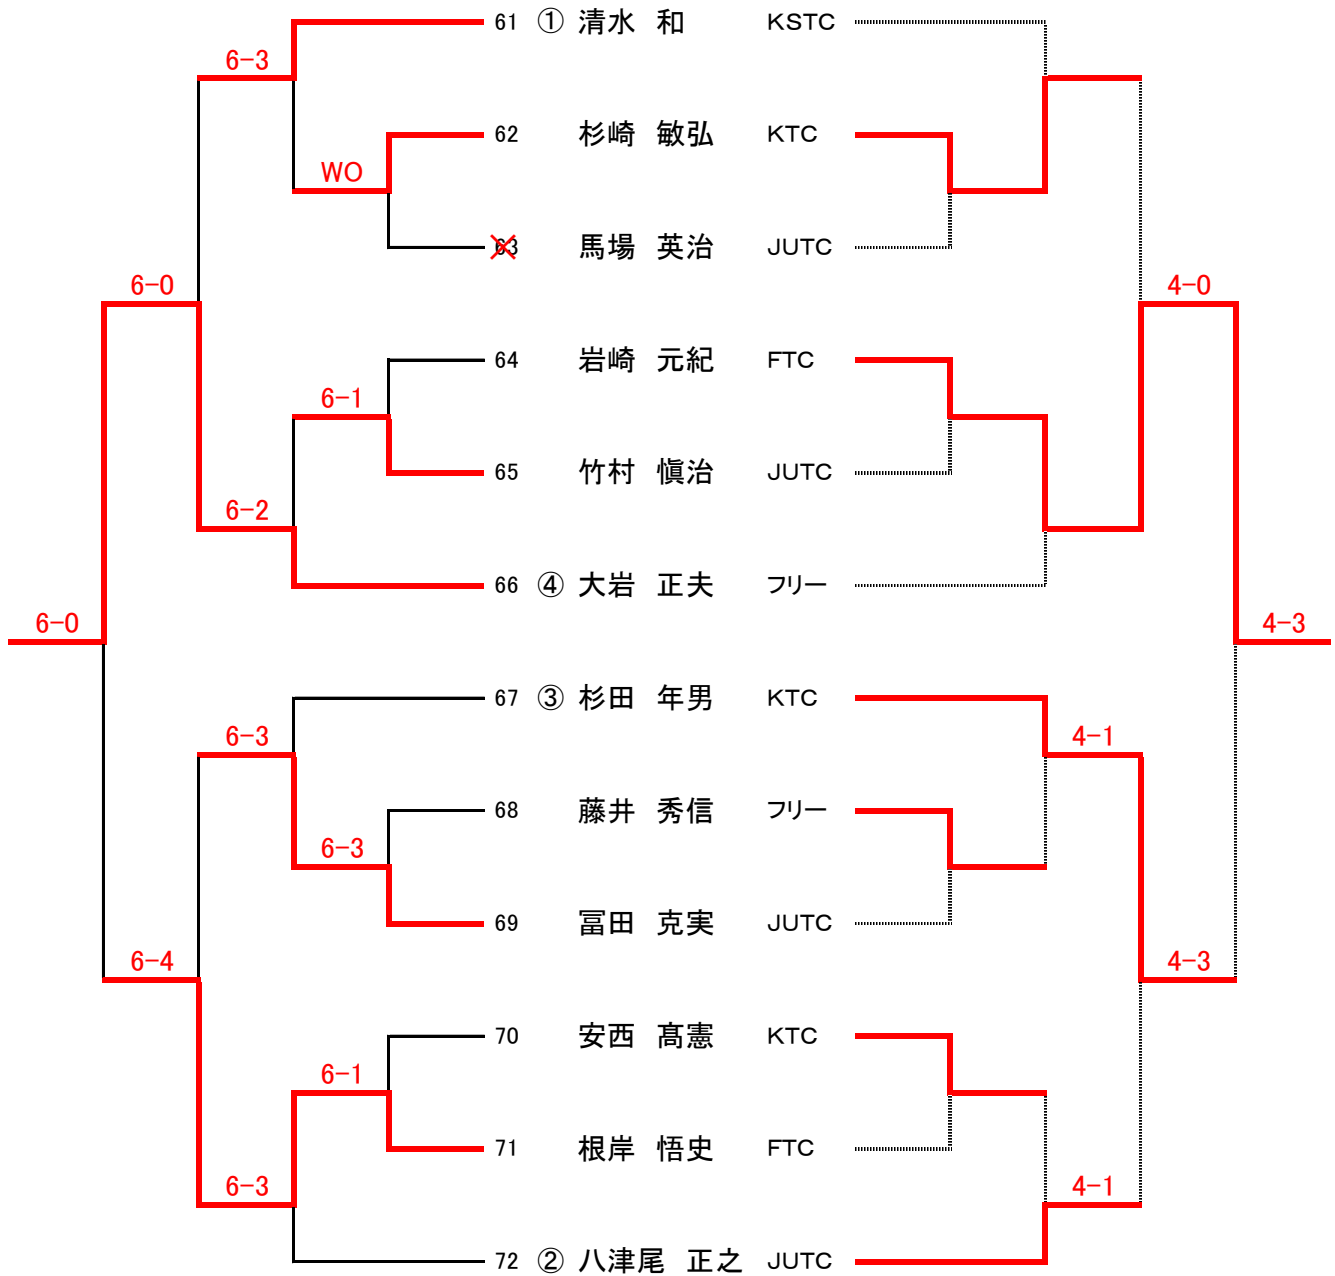 61 ① 清水 和 KSTC
6-3
62 杉崎 敏弘 KTC
WO
63 馬場 英治 JUTC
6-0 4-0
64 岩崎 元紀 FTC
6-1
65 竹村 愼治 JUTC
6-2
66 ④ 大岩 正夫 フリー
6-0 4-3
67 ③ 杉田 年男 KTC
6-3 4-1
68 藤井 秀信 フリー
6-3
69 冨田 克実 JUTC
6-4 4-3
70 安西 髙憲 KTC
6-1
71 根岸 悟史 FTC
6-3 4-1
72 ② 八津尾 正之 JUTC